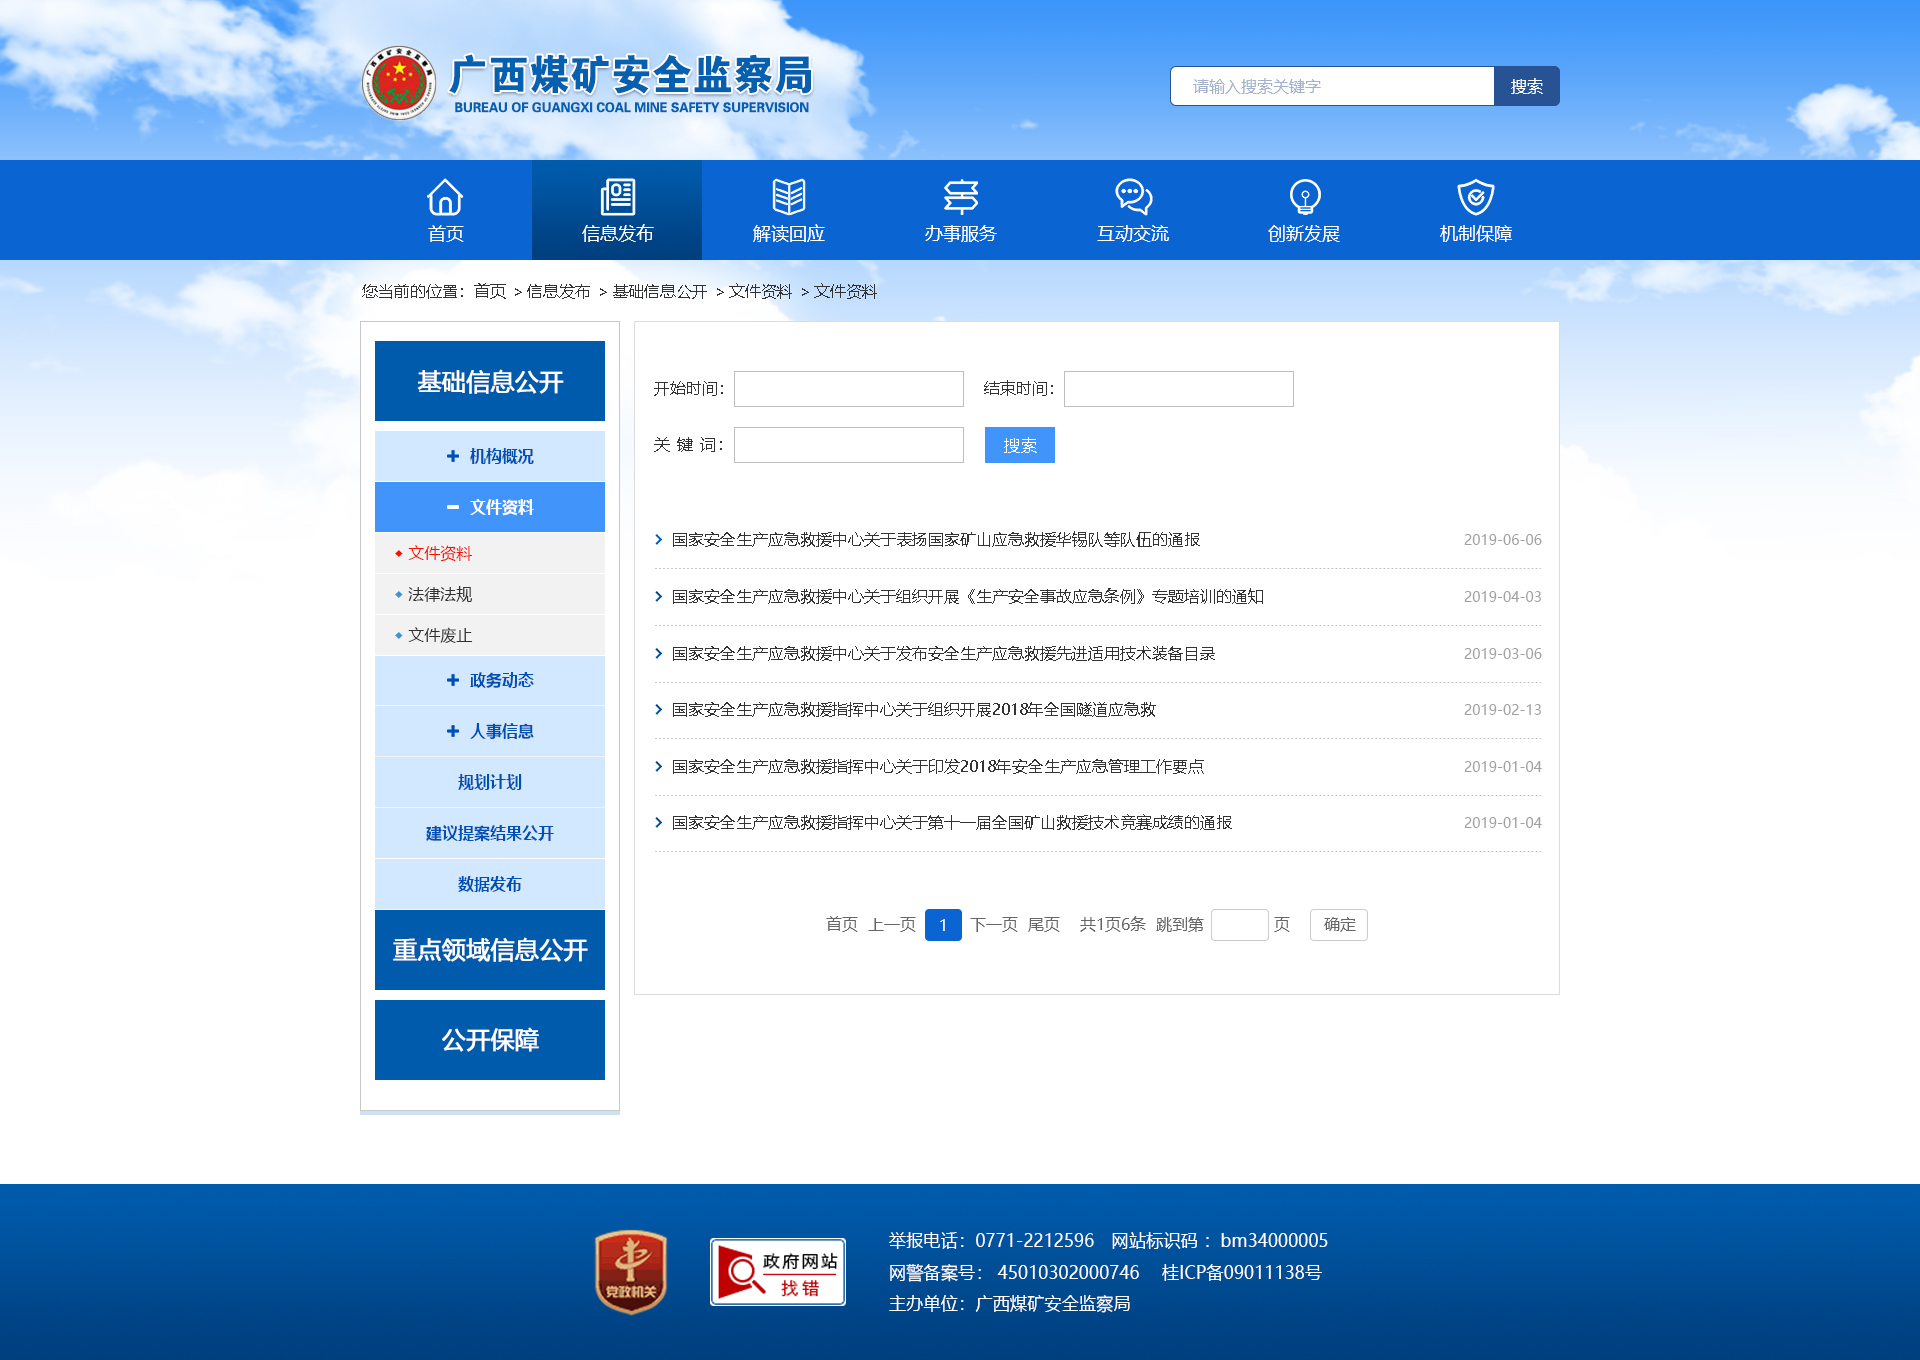 广西煤矿安全监察局
BUREAU OF GUANGXI COAL MINE SAFETY SUPERVISION
请输入搜索关键字 搜索
首页 信息发布 解读回应 办事服务 互动交流 创新发展 机制保障
您当前的位置：首页 > 信息发布 > 基础信息公开 > 文件资料 > 文件资料
基础信息公开
机构概况
文件资料
文件资料
法律法规
文件废止
政务动态
人事信息
规划计划
建议提案结果公开
数据发布
重点领域信息公开
公开保障
开始时间： 结束时间：
关 键 词： 搜索
国家安全生产应急救援中心关于表扬国家矿山应急救援华锡队等队伍的通报 2019-06-06
国家安全生产应急救援中心关于组织开展《生产安全事故应急条例》专题培训的通知 2019-04-03
国家安全生产应急救援中心关于发布安全生产应急救援先进适用技术装备目录 2019-03-06
国家安全生产应急救援指挥中心关于组织开展2018年全国隧道应急救 2019-02-13
国家安全生产应急救援指挥中心关于印发2018年安全生产应急管理工作要点 2019-01-04
国家安全生产应急救援指挥中心关于第十一届全国矿山救援技术竞赛成绩的通报 2019-01-04
首页 上一页 1 下一页 尾页 共1页6条 跳到第 页 确定
党政机关
政府网站
找错
举报电话：0771-2212596 网站标识码 ：bm34000005
网警备案号： 45010302000746 桂ICP备09011138号
主办单位：广西煤矿安全监察局